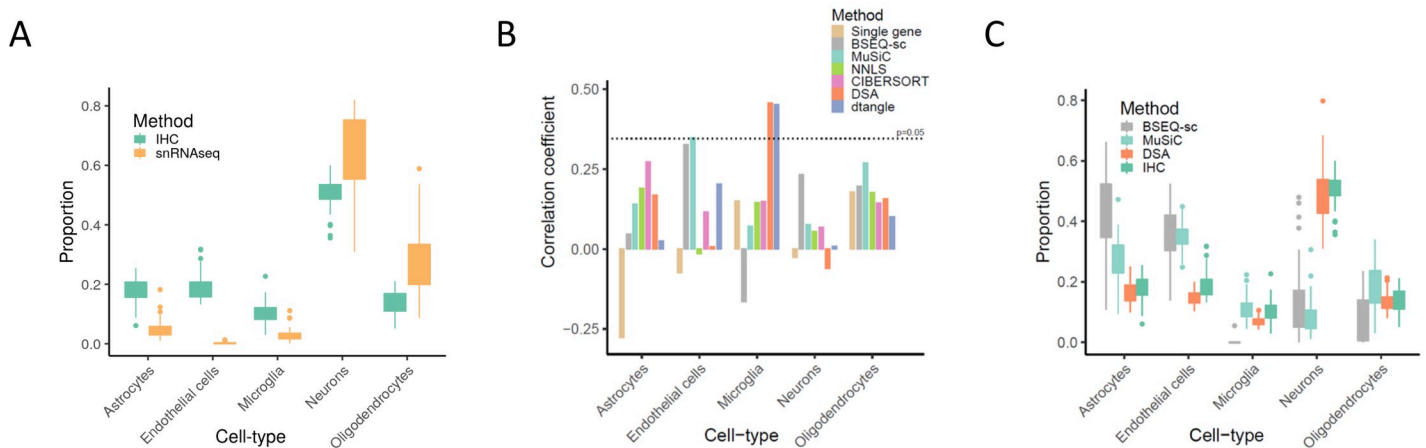 A
Proportion
0.8
0.6
0.4
0.2
0.0
Method
IHC
snRNAseq
Astrocytes
Endothelial cells
Microglia
Neurons
Oligodendrocytes
Cell-type
B
Correlation coefficient
0.50
0.25
0.00
−0.25
Method
Single gene
BSEQ-sc
MuSiC
NNLS
CIBERSORT
DSA
dtangle
p=0.05
Astrocytes
Endothelial cells
Microglia
Neurons
Oligodendrocytes
Cell−type
C
Proportion
0.8
0.6
0.4
0.2
0.0
Method
BSEQ-sc
MuSiC
DSA
IHC
Astrocytes
Endothelial cells
Microglia
Neurons
Oligodendrocytes
Cell−type